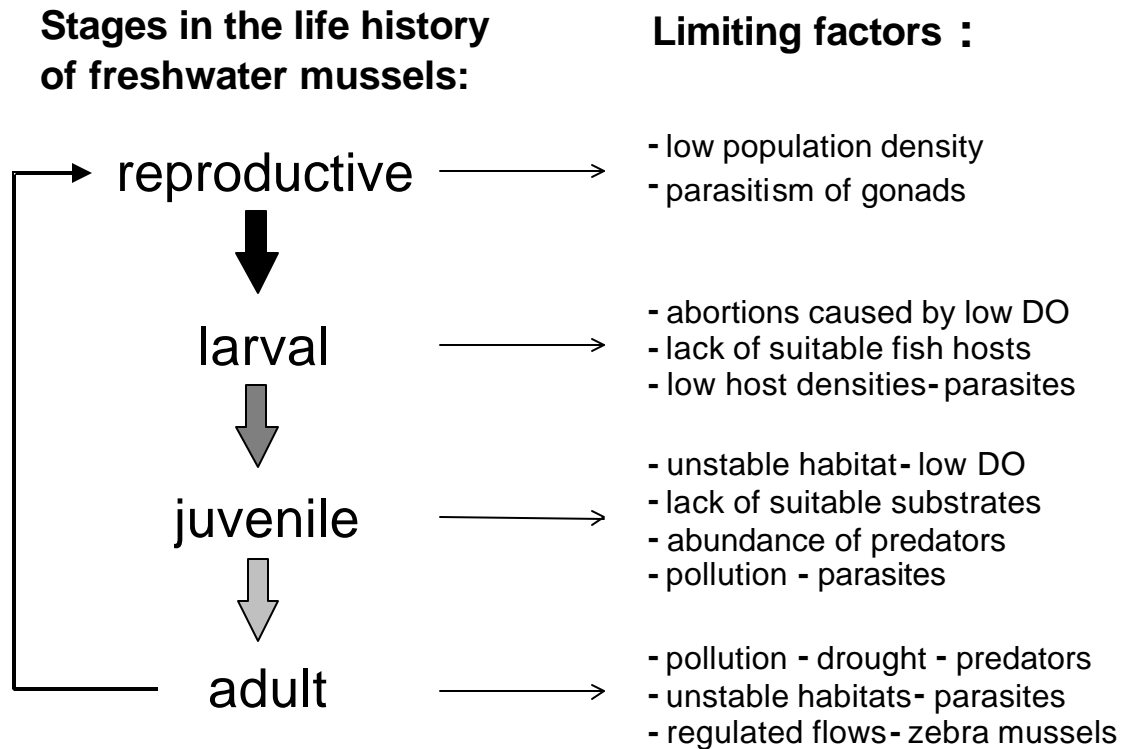 Stages in the life history
of freshwater mussels:
Limiting factors :
reproductive
- low population density
- parasitism of gonads
larval
- abortions caused by low DO
- lack of suitable fish hosts
- low host densities- parasites
juvenile
- unstable habitat- low DO
- lack of suitable substrates
- abundance of predators
- pollution - parasites
adult
- pollution - drought - predators
- unstable habitats- parasites
- regulated flows- zebra mussels